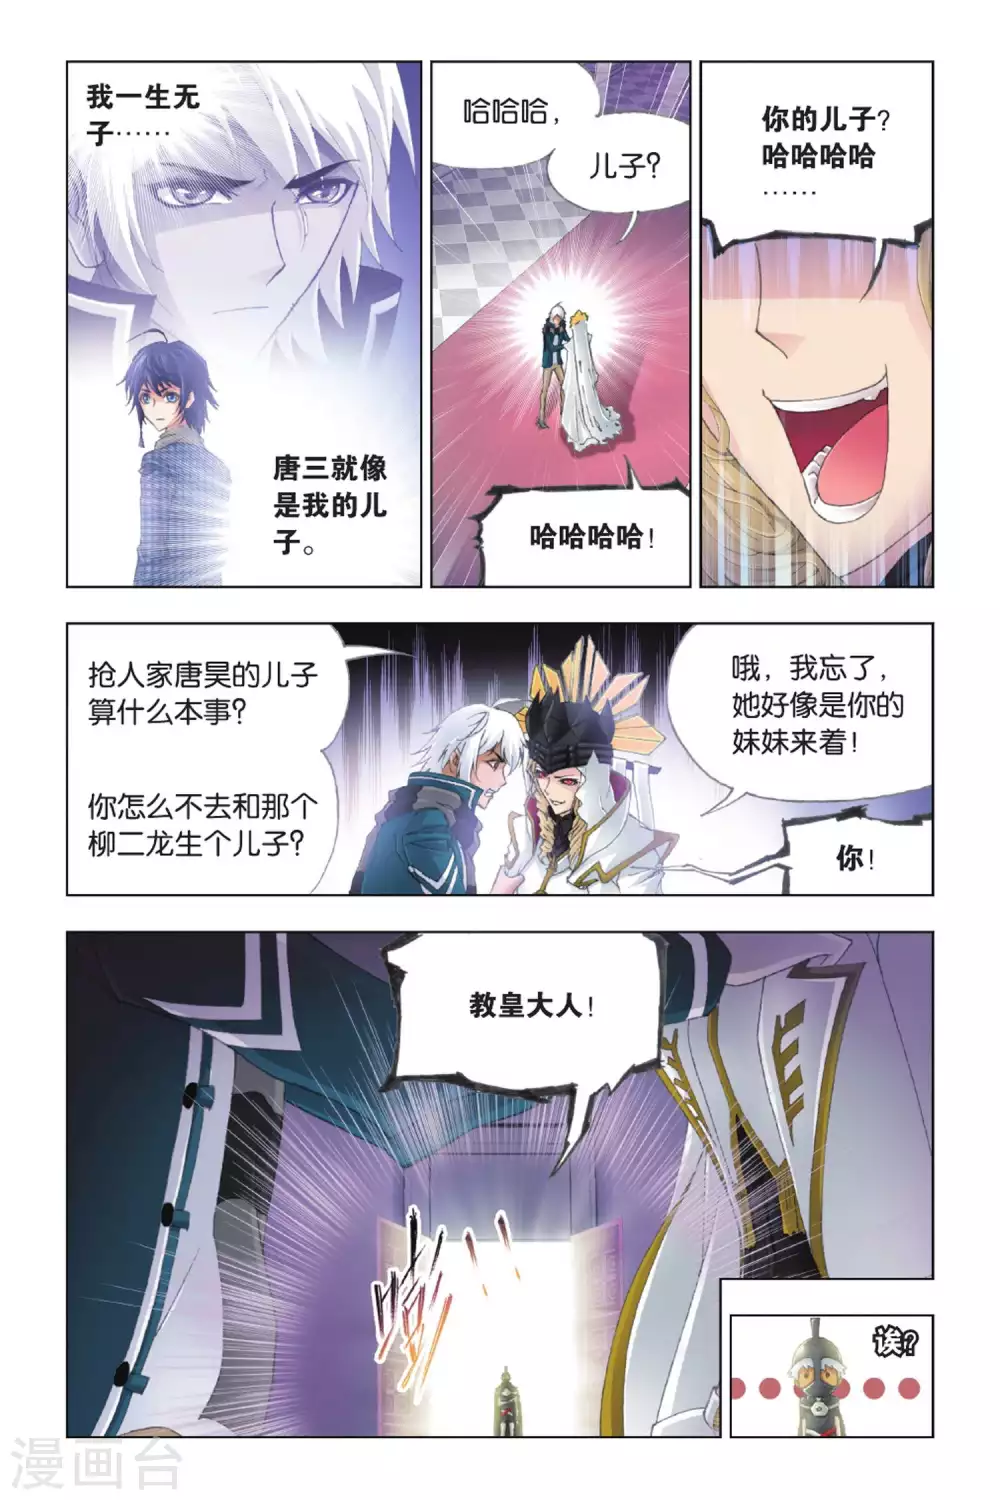 我一生无
子……
唐三就像
是我的儿
子。
哈哈哈，
儿子？
哈哈哈哈！
你的儿子？
哈哈哈哈
……
抢人家唐昊的儿子
算什么本事？
你怎么不去和那个
柳二龙生个儿子？
哦，我忘了，
她好像是你的
妹妹来着！
你！
教皇大人！
诶？
漫画台